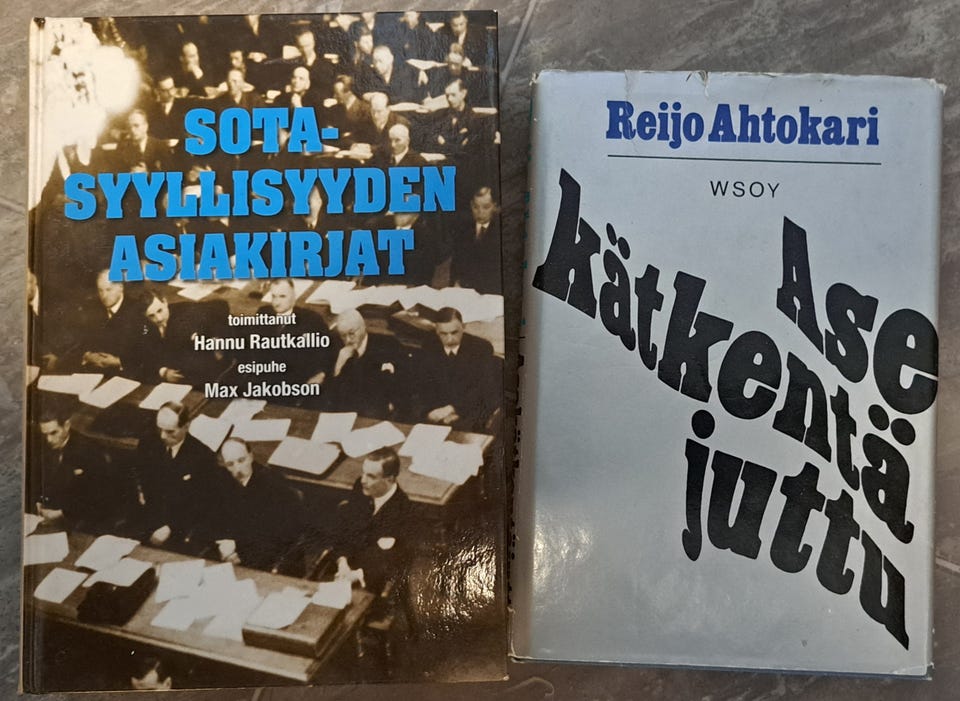 SOTA-
SYYLLISYYDEN
ASIAKIRJAT
toimittanut
Hannu Rautkallio
esipuhe
Max Jakobson
Reijo Ahtokari
WSOY
Ase
kätkentä
juttu